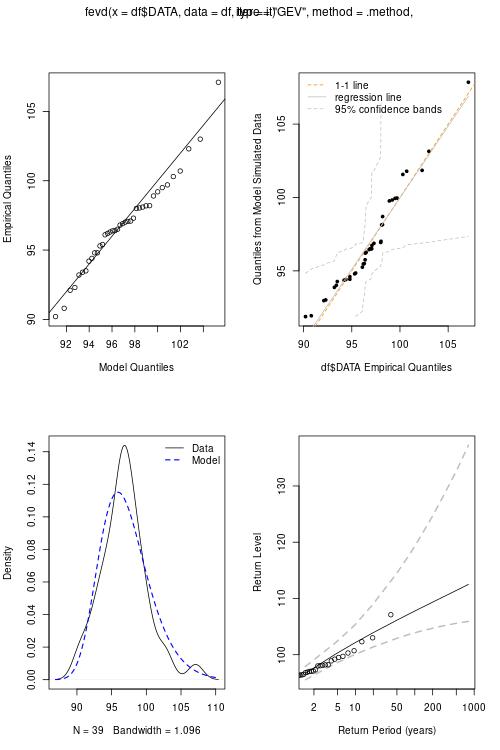 fevd(x = df$DATA, data = df, type = "GEV", method = .method,
105
100
95
90
Empirical Quantiles
92 94 96 98 102
Model Quantiles
1-1 line
regression line
95% confidence bands
105
100
95
Quantiles from Model Simulated Data
90 95 100 105
df$DATA Empirical Quantiles
Data
Model
0.14
0.12
0.10
0.08
0.06
0.04
0.02
0.00
Density
90 95 100 105 110
N = 39 Bandwidth = 1.096
130
120
110
100
Return Level
2 5 10 50 200 1000
Return Period (years)